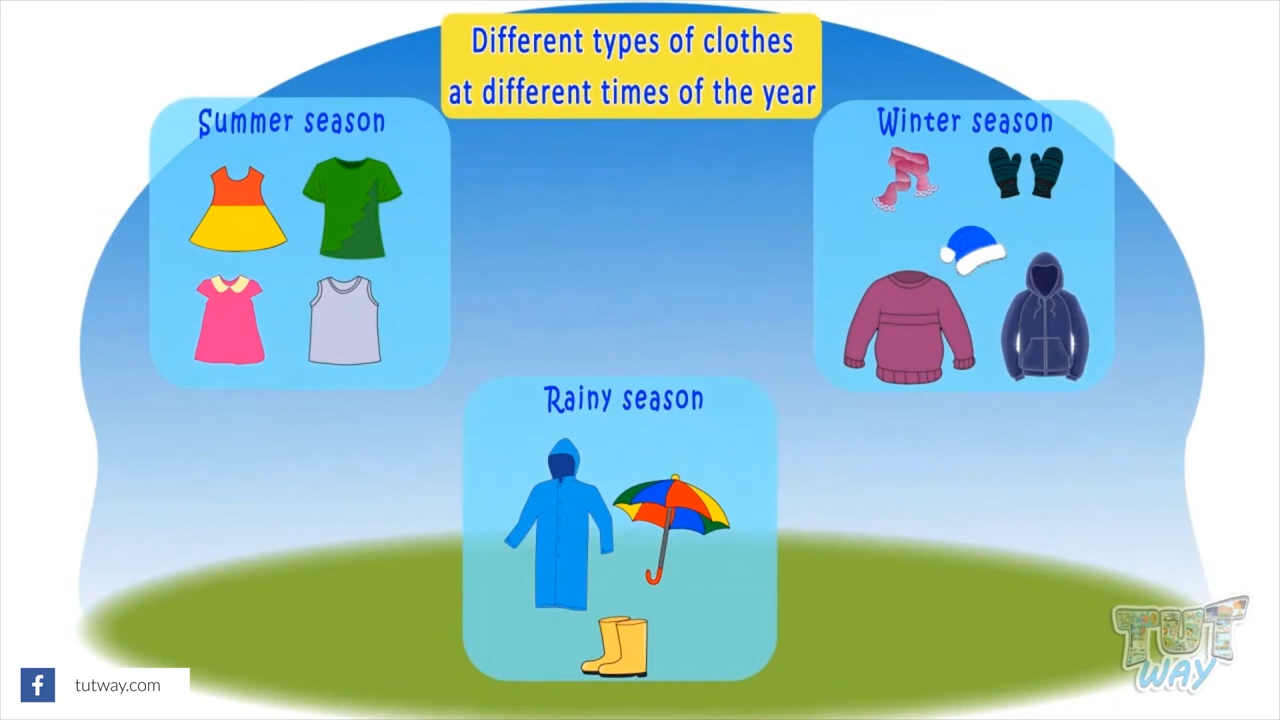 Different types of clothes
at different times of the year
Summer season
Winter season
Rainy season
TUT
WAY
f
tutway.com